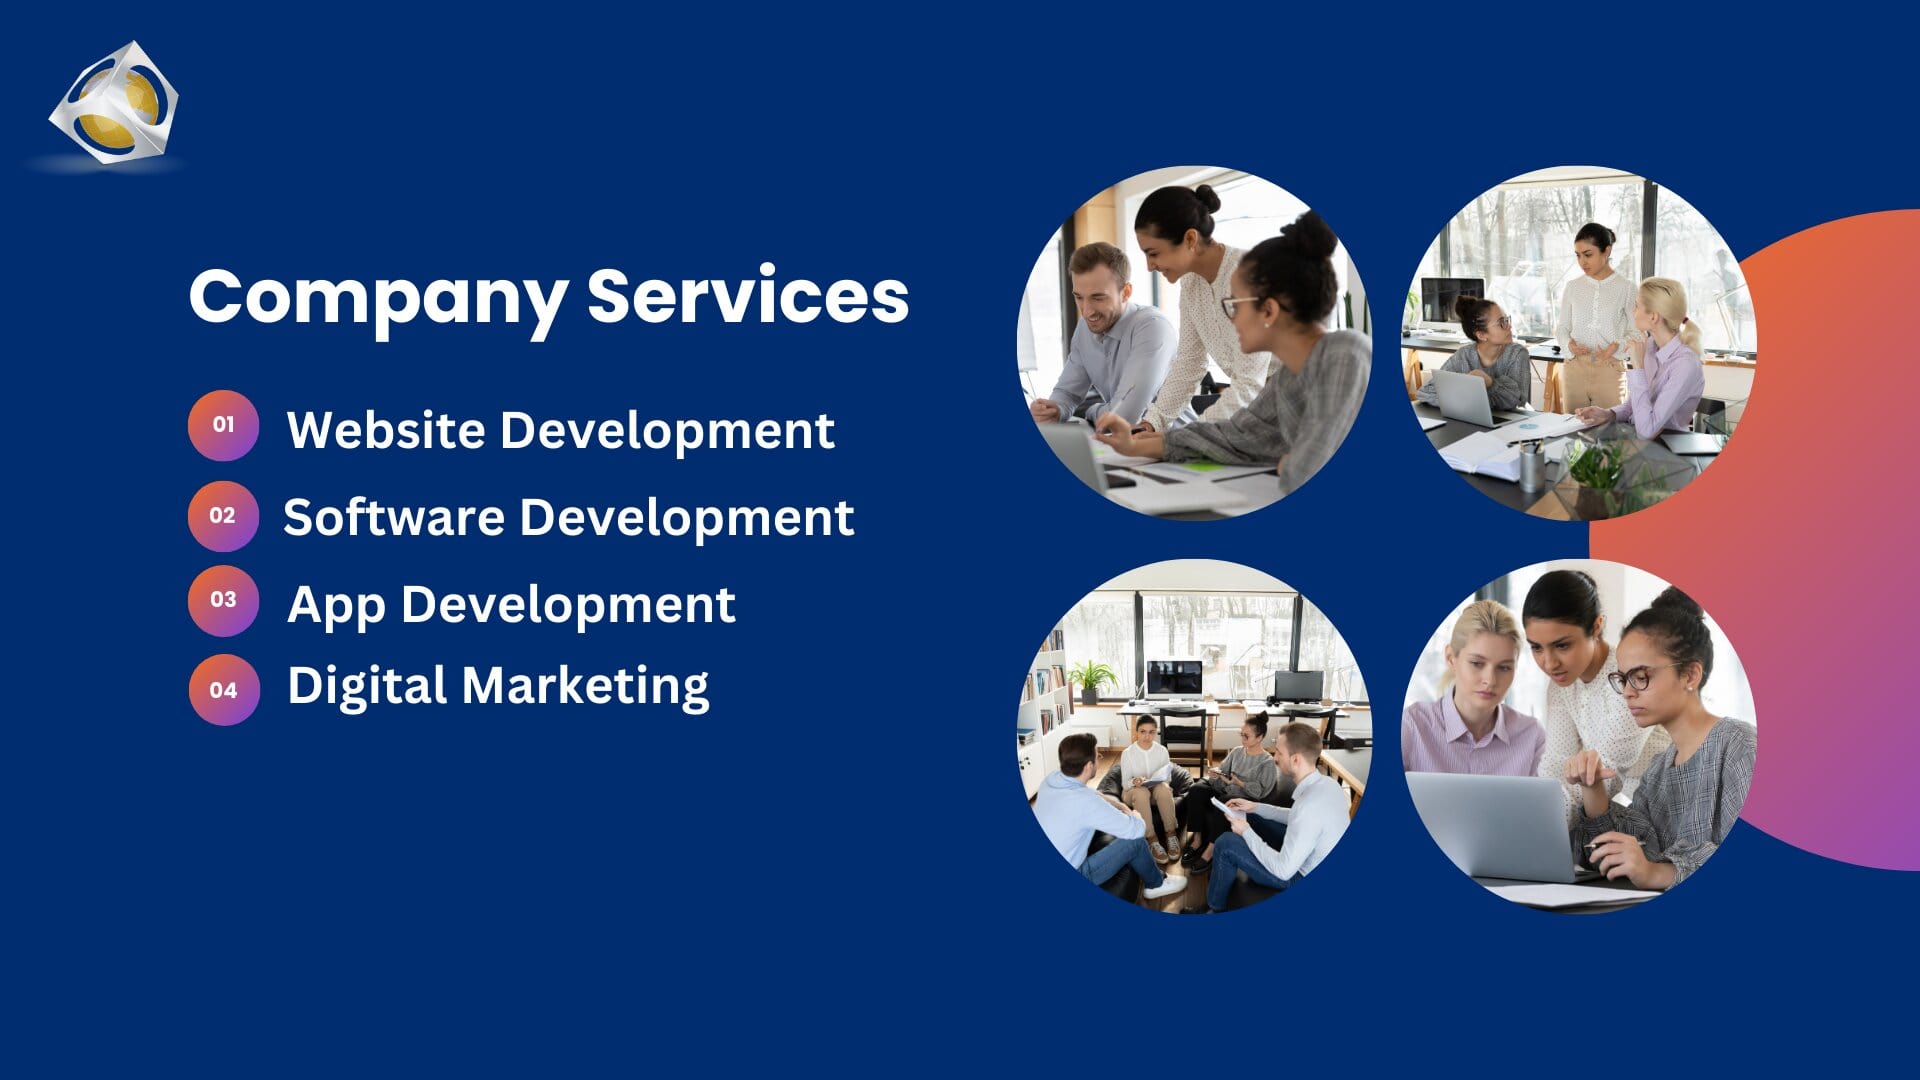 Company Services
01 Website Development
02 Software Development
03 App Development
04 Digital Marketing